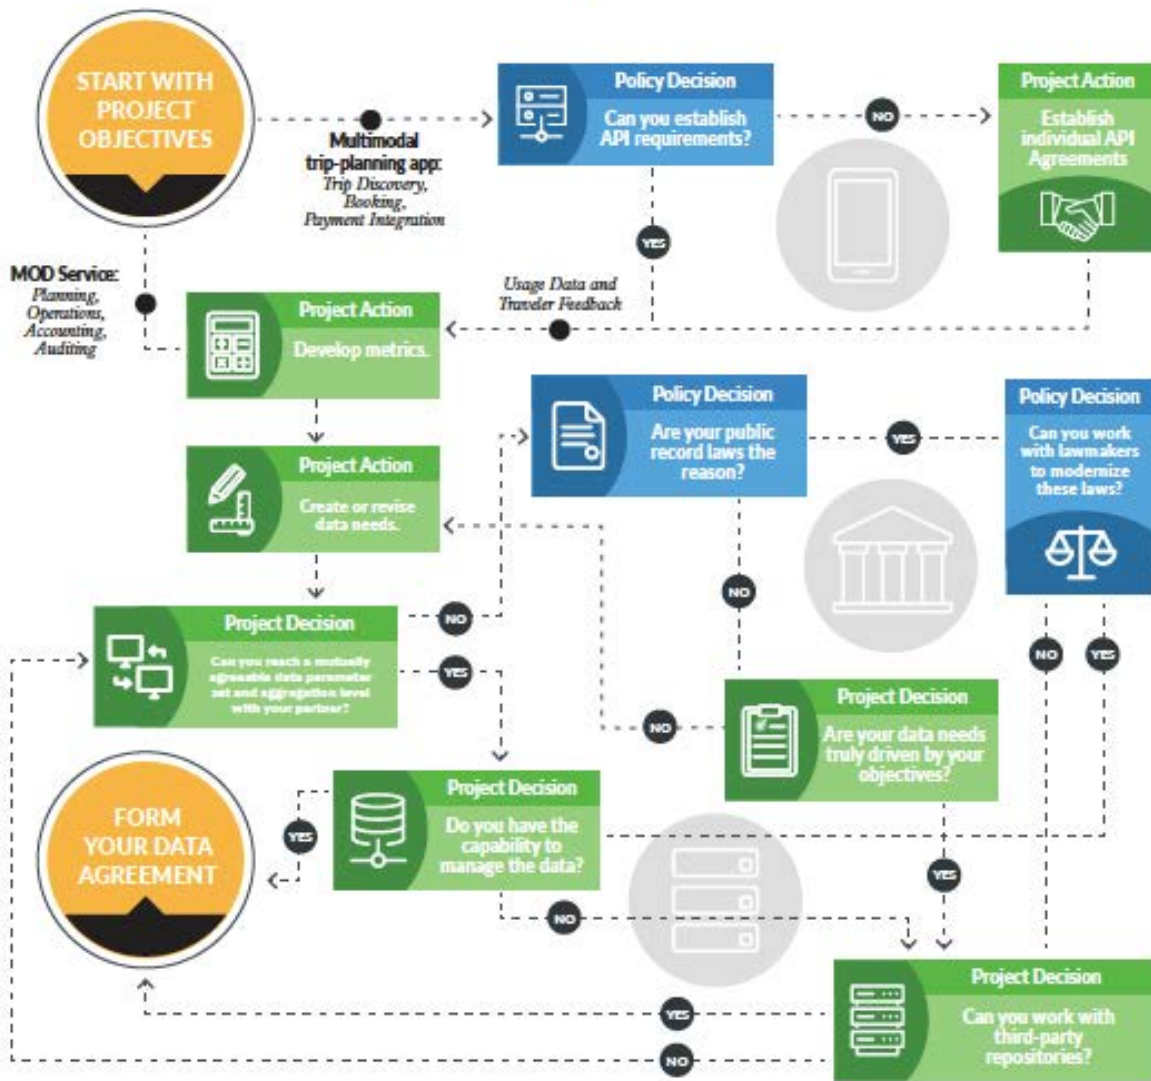 START WITH
PROJECT
OBJECTIVES
Multimodal
trip-planning app:
Trip Discovery,
Booking,
Payment Integration
Policy Decision
Can you establish
API requirements?
NO
Project Action
Establish
individual API
Agreements
YES
MOD Service:
Planning,
Operations,
Accounting,
Auditing
Usage Data and
Traveler Feedback
Project Action
Develop metrics.
Policy Decision
Are your public
record laws the
reason?
YES
Policy Decision
Can you work
with lawmakers
to modernize
these laws?
Project Action
Create or revise
data needs.
NO
Project Decision
Can you reach a mutually
agreeable data parameter
set and aggregation level
with your partner?
NO
YES
NO
YES
Project Decision
Are your data needs
truly driven by your
objectives?
NO
FORM
YOUR DATA
AGREEMENT
YES
Project Decision
Do you have the
capability to
manage the data?
YES
NO
Project Decision
Can you work with
third-party
repositories?
YES
NO